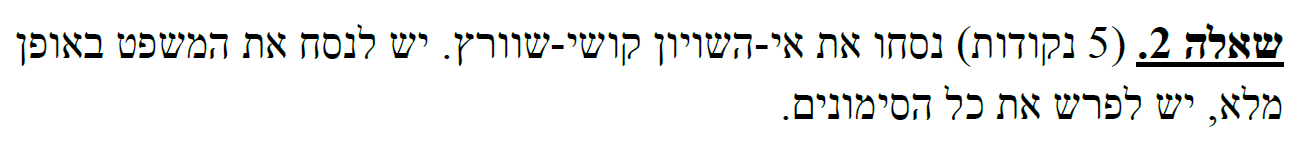 שאלה 2. (5 נקודות) נסחו את אי-השויון קושי-שוורץ. יש לנסח את המשפט באופן
מלא, יש לפרש את כל הסימונים.